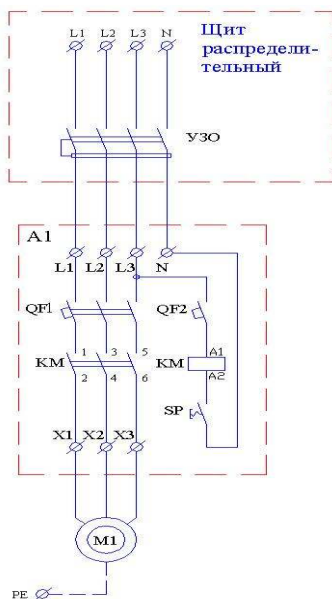 L1 L2 L3 N
Щит
распредели-
тельный
УЗО
А1
L1 L2 L3 N
QF1
QF2
KM
1 3 5
2 4 6
KM
A1
A2
SP
X1 X2 X3
M1
PE